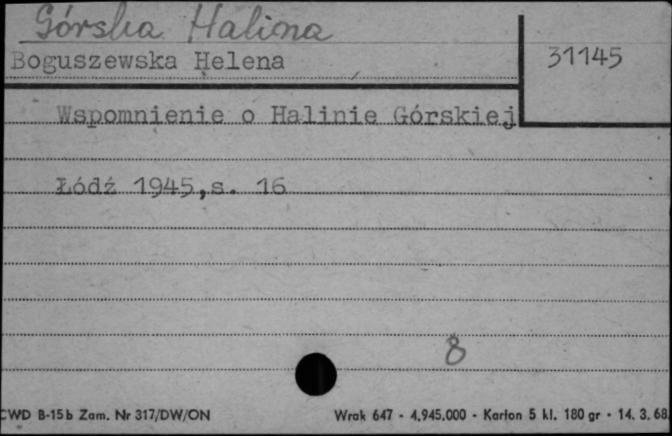 Górska Halina
Boguszewska Helena
31145
Wspomnienie o Halinie Górskiej
Łódź 1945,s. 16
8
CWD B-15b Zam. Nr 317/DW/ON
Wrak 647 - 4.945.000 - Karton 5 kl. 180 gr - 14. 3. 68